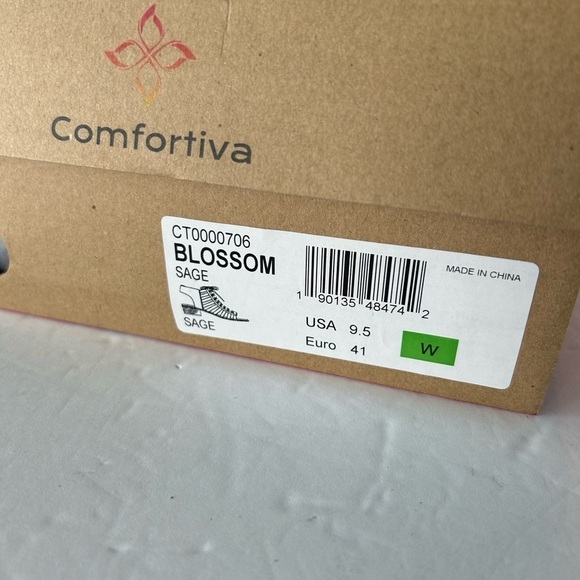 Comfortiva
CT0000706
BLOSSOM
SAGE
SAGE
1 90135 48474 2
MADE IN CHINA
USA 9.5
Euro 41
W